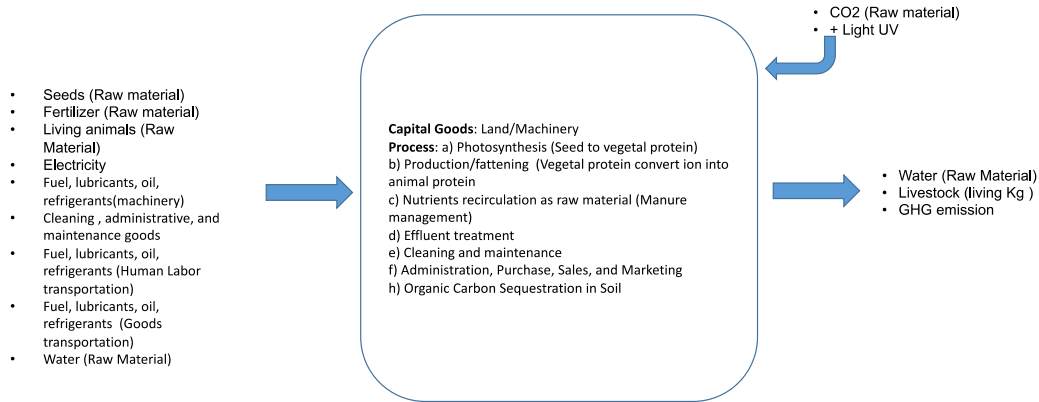 • CO2 (Raw material)
• + Light UV
• Seeds (Raw material)
• Fertilizer (Raw material)
• Living animals (Raw
Material)
• Electricity
• Fuel, lubricants, oil,
refrigerants(machinery)
• Cleaning , administrative, and
maintenance goods
• Fuel, lubricants, oil,
refrigerants (Human Labor
transportation)
• Fuel, lubricants, oil,
refrigerants (Goods
transportation)
• Water (Raw Material)
Capital Goods: Land/Machinery
Process: a) Photosynthesis (Seed to vegetal protein)
b) Production/fattening (Vegetal protein convert ion into
animal protein
c) Nutrients recirculation as raw material (Manure
management)
d) Effluent treatment
e) Cleaning and maintenance
f) Administration, Purchase, Sales, and Marketing
h) Organic Carbon Sequestration in Soil
• Water (Raw Material)
• Livestock (living Kg )
• GHG emission